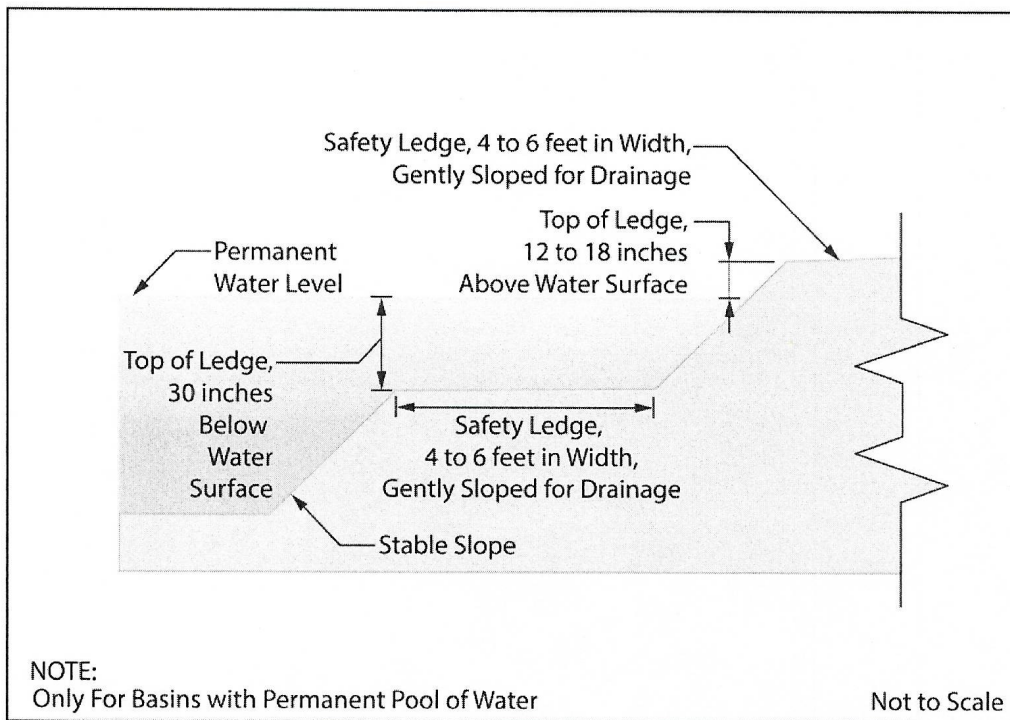 Safety Ledge, 4 to 6 feet in Width,
Gently Sloped for Drainage
Top of Ledge,
12 to 18 inches
Above Water Surface
Permanent
Water Level
Top of Ledge,
30 inches
Below
Water
Surface
Safety Ledge,
4 to 6 feet in Width,
Gently Sloped for Drainage
Stable Slope
NOTE:
Only For Basins with Permanent Pool of Water
Not to Scale